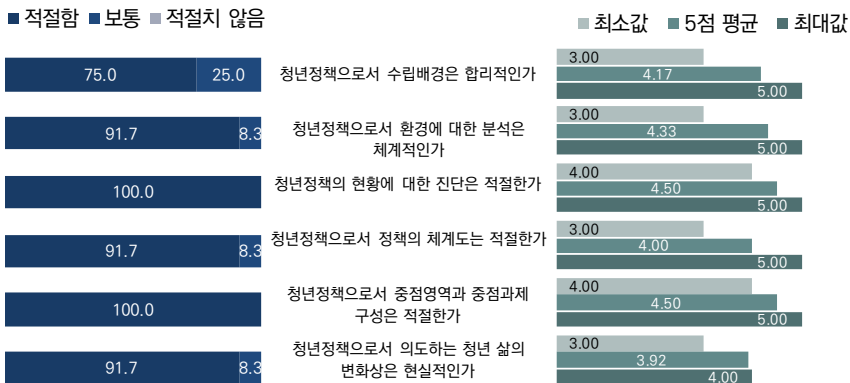 적절함 보통 적절치 않음
최소값 5점 평균 최대값
75.0 25.0
청년정책으로서 수립배경은 합리적인가
3.00
4.17
5.00
91.7 8.3
청년정책으로서 환경에 대한 분석은
체계적인가
3.00
4.33
5.00
100.0
청년정책의 현황에 대한 진단은 적절한가
4.00
4.50
5.00
91.7 8.3
청년정책으로서 정책의 체계도는 적절한가
3.00
4.00
5.00
100.0
청년정책으로서 중점영역과 중점과제
구성은 적절한가
4.00
4.50
5.00
91.7 8.3
청년정책으로서 의도하는 청년 삶의
변화상은 현실적인가
3.00
3.92
4.00